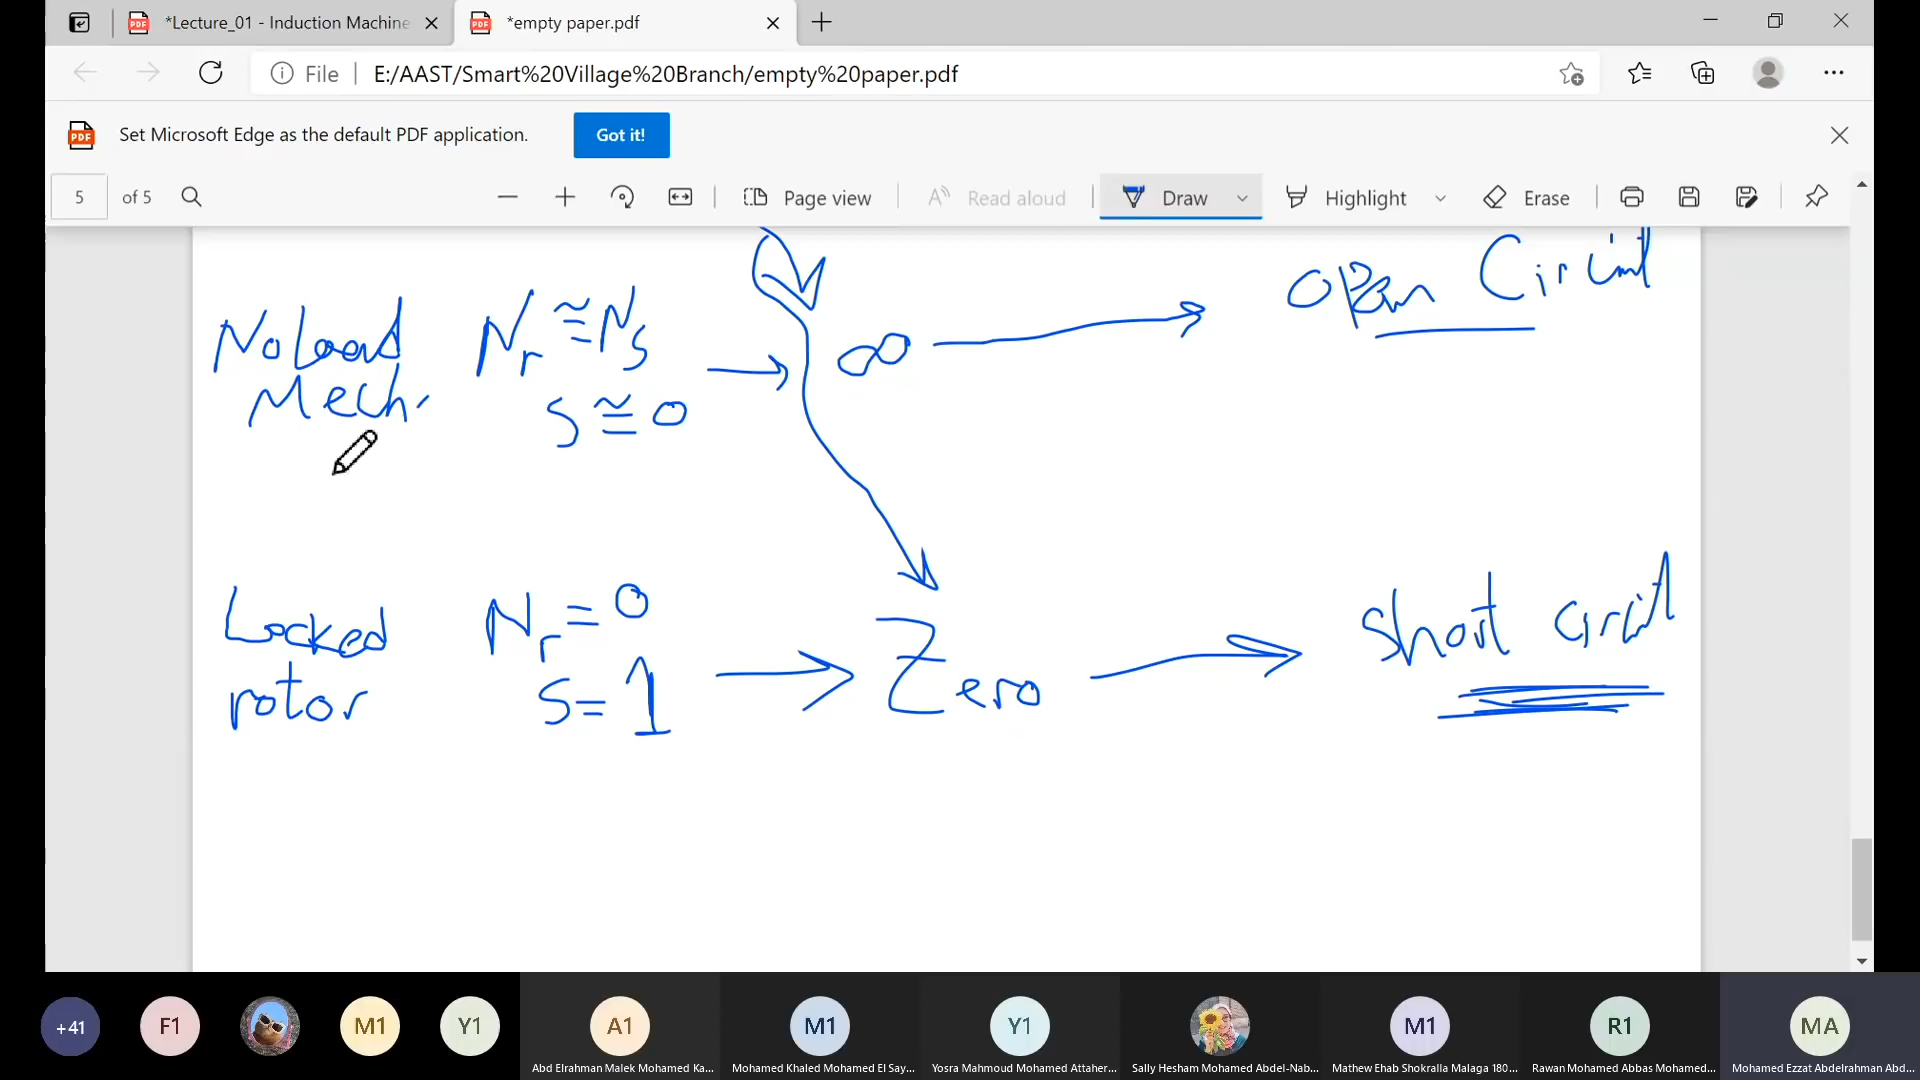 *Lecture_01 - Induction Machine
*empty paper.pdf
File | E:/AAST/Smart%20Village%20Branch/empty%20paper.pdf
Set Microsoft Edge as the default PDF application.
Got it!
5 of 5
Page view
Read aloud
Draw
Highlight
Erase
open Circuit
No Load Nr ≅ Ns
∞
Mech.
S ≅ 0
Locked Nr = 0
short circuit
rotor S = 1
Zero
+41
F1
M1
Y1
A1
M1
Y1
M1
R1
MA
Abd Elrahman Malek Mohamed Ka...
Mohamed Khaled Mohamed El Say...
Yosra Mahmoud Mohamed Attaher...
Sally Hesham Mohamed Abdel-Nab...
Mathew Ehab Shokralla Malaga 180...
Rawan Mohamed Abbas Mohamed...
Mohamed Ezzat Abdelrahman Abd...